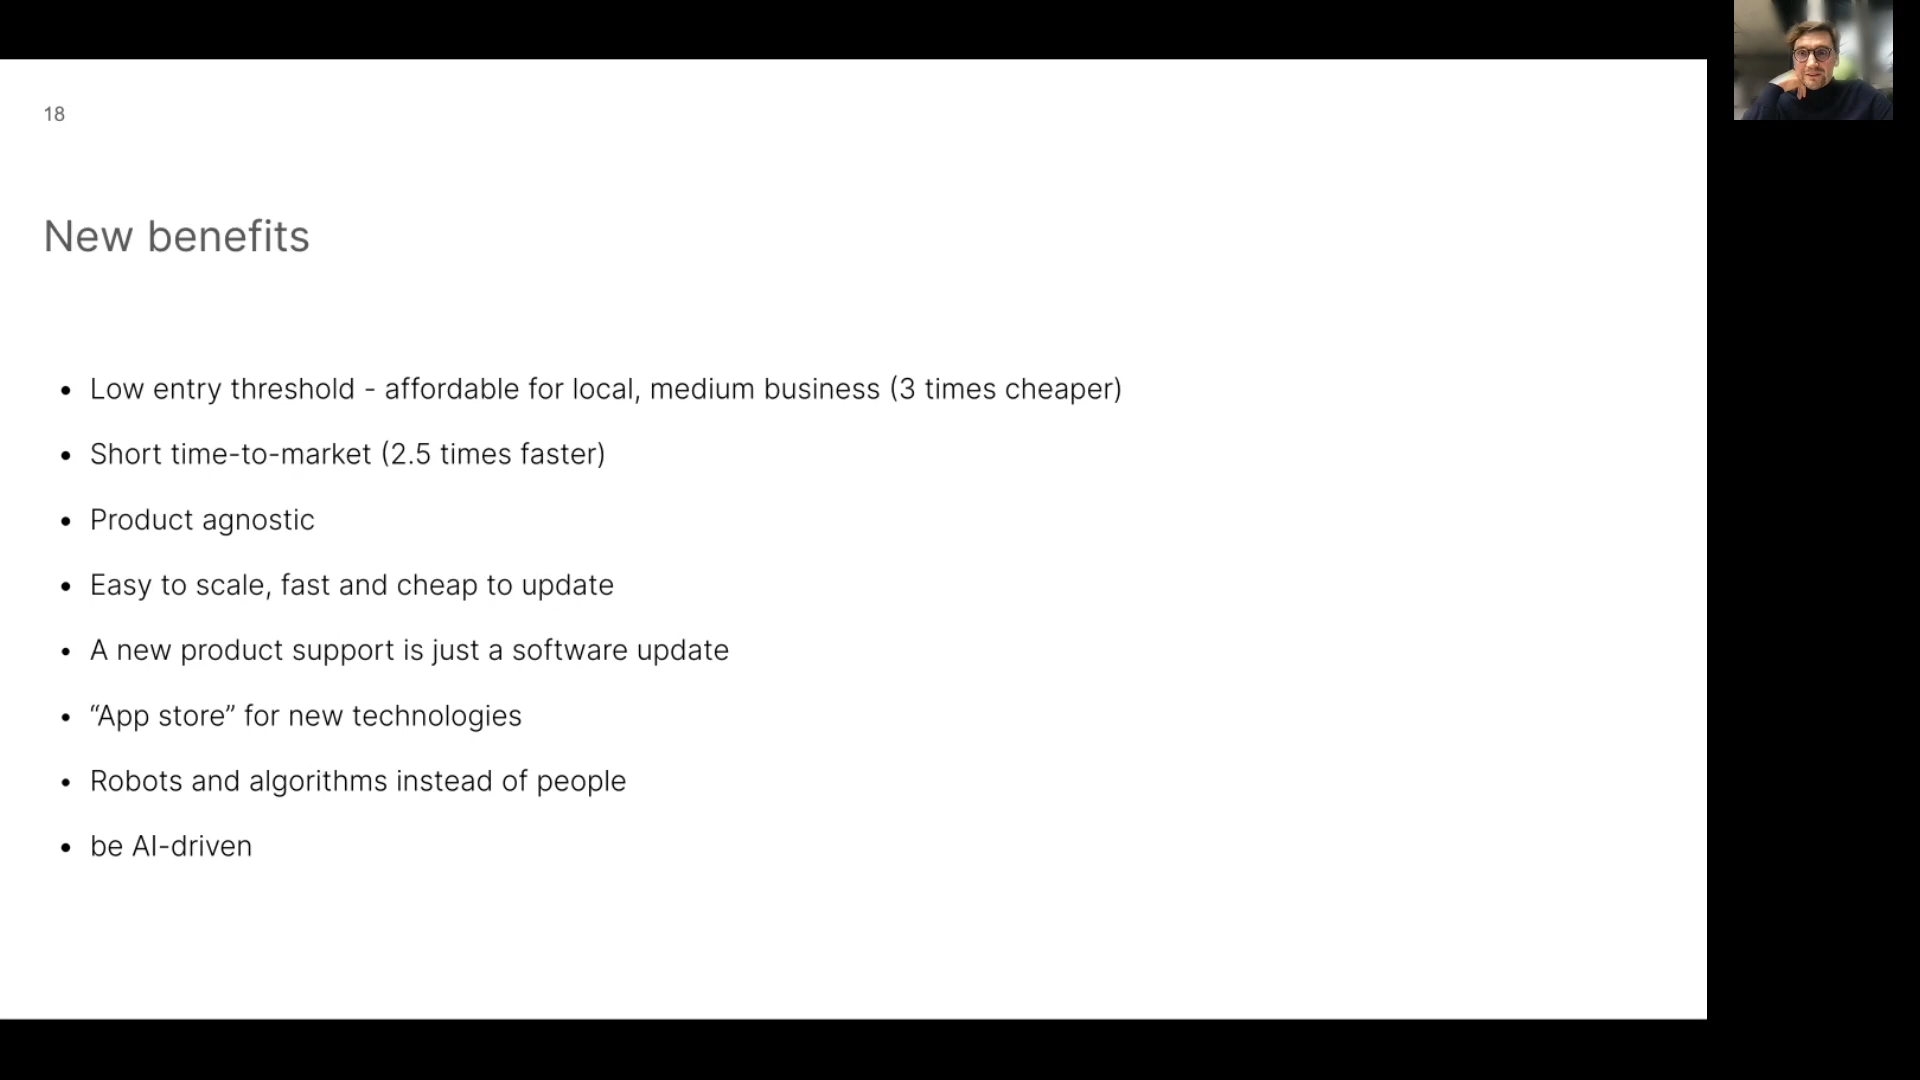 18
New benefits
• Low entry threshold - affordable for local, medium business (3 times cheaper)
• Short time-to-market (2.5 times faster)
• Product agnostic
• Easy to scale, fast and cheap to update
• A new product support is just a software update
• “App store” for new technologies
• Robots and algorithms instead of people
• be AI-driven